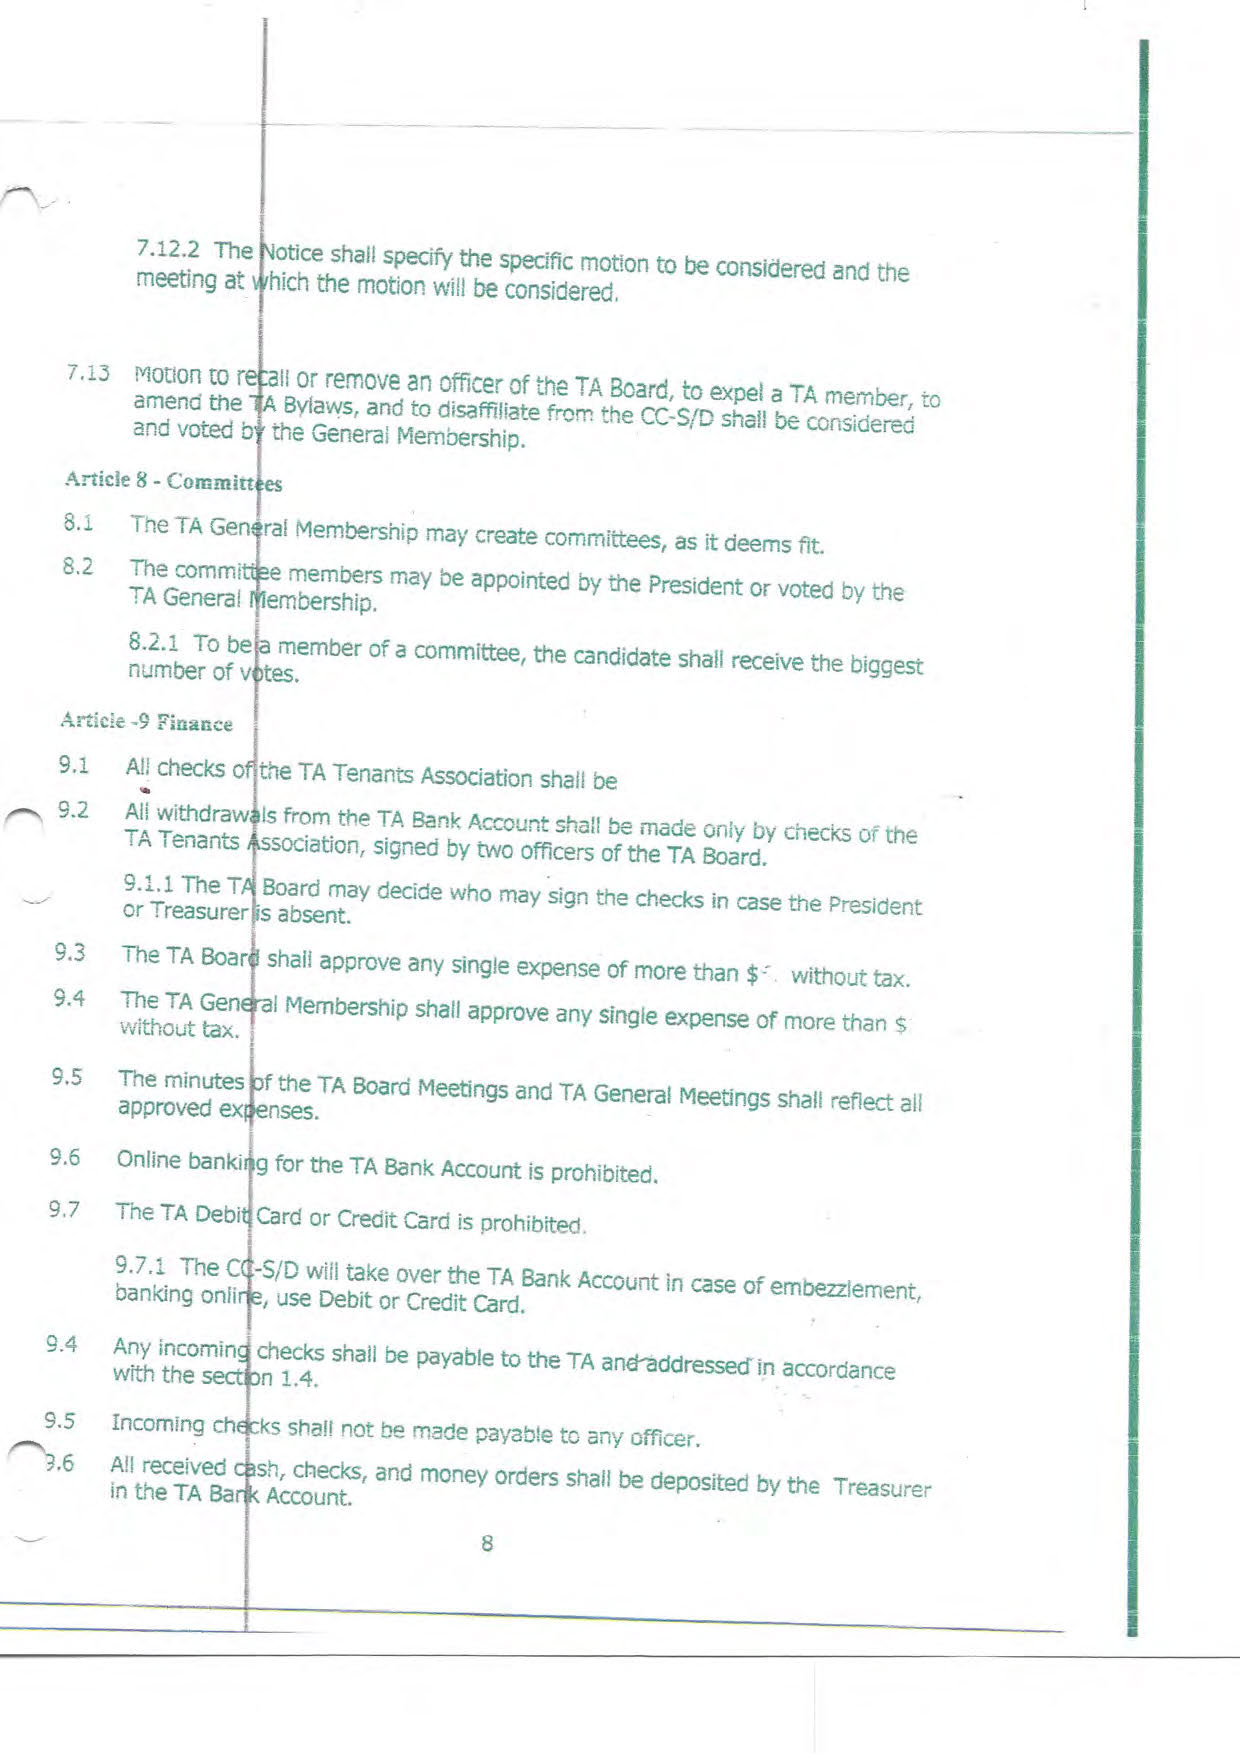 7.12.2 The Notice shall specify the specific motion to be considered and the
meeting at which the motion will be considered.
7.13 Motion to recall or remove an officer of the TA Board, to expel a TA member, to
amend the TA Bylaws, and to disaffiliate from the CC-S/D shall be considered
and voted by the General Membership.
Article 8 - Committees
8.1 The TA General Membership may create committees, as it deems fit.
8.2 The committee members may be appointed by the President or voted by the
TA General Membership.
8.2.1 To be a member of a committee, the candidate shall receive the biggest
number of votes.
Article -9 Finance
9.1 All checks of the TA Tenants Association shall be
9.2 All withdrawals from the TA Bank Account shall be made only by checks of the
TA Tenants Association, signed by two officers of the TA Board.
9.1.1 The TA Board may decide who may sign the checks in case the President
or Treasurer is absent.
9.3 The TA Board shall approve any single expense of more than $ . without tax.
9.4 The TA General Membership shall approve any single expense of more than $
without tax.
9.5 The minutes of the TA Board Meetings and TA General Meetings shall reflect all
approved expenses.
9.6 Online banking for the TA Bank Account is prohibited.
9.7 The TA Debit Card or Credit Card is prohibited.
9.7.1 The CC-S/D will take over the TA Bank Account in case of embezzlement,
banking online, use Debit or Credit Card.
9.4 Any incoming checks shall be payable to the TA and addressed in accordance
with the section 1.4.
9.5 Incoming checks shall not be made payable to any officer.
9.6 All received cash, checks, and money orders shall be deposited by the Treasurer
in the TA Bank Account.
8